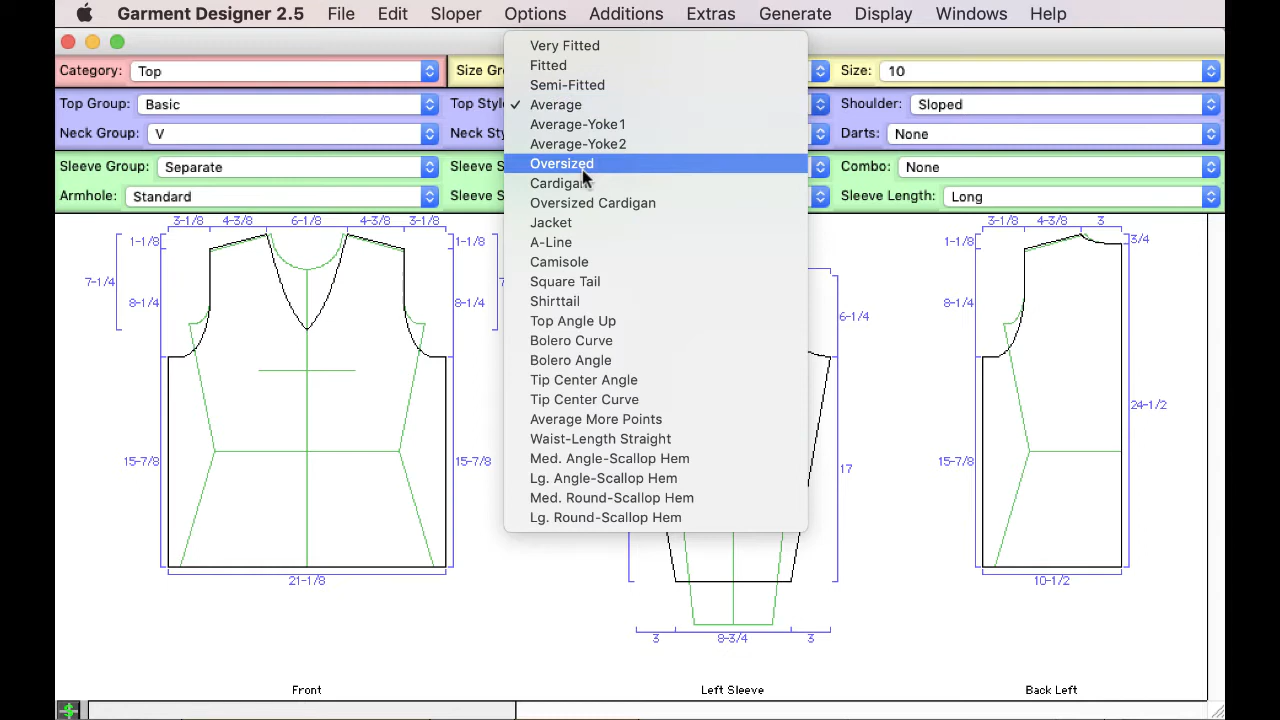 Garment Designer 2.5 File Edit Sloper Options Additions Extras Generate Display Windows Help
Category: Top Size Gr Size: 10
Top Group: Basic Top Style Shoulder: Sloped
Neck Group: V Neck St Darts: None
Sleeve Group: Separate Sleeve S Combo: None
Armhole: Standard Sleeve S Sleeve Length: Long
Very Fitted
Fitted
Semi-Fitted
✓ Average
Average-Yoke1
Average-Yoke2
Oversized
Cardigan
Oversized Cardigan
Jacket
A-Line
Camisole
Square Tail
Shirttail
Top Angle Up
Bolero Curve
Bolero Angle
Tip Center Angle
Tip Center Curve
Average More Points
Waist-Length Straight
Med. Angle-Scallop Hem
Lg. Angle-Scallop Hem
Med. Round-Scallop Hem
Lg. Round-Scallop Hem
3-1/8 4-3/8 6-1/8 4-3/8 3-1/8
1-1/8 1-1/8
7-1/4 7
8-1/4 8-1/4
15-7/8 15-7/8
21-1/8
Front
6-1/4
17
3 8-3/4 3
Left Sleeve
3-1/8 4-3/8 3
1-1/8 3/4
8-1/4
24-1/2
15-7/8
10-1/2
Back Left